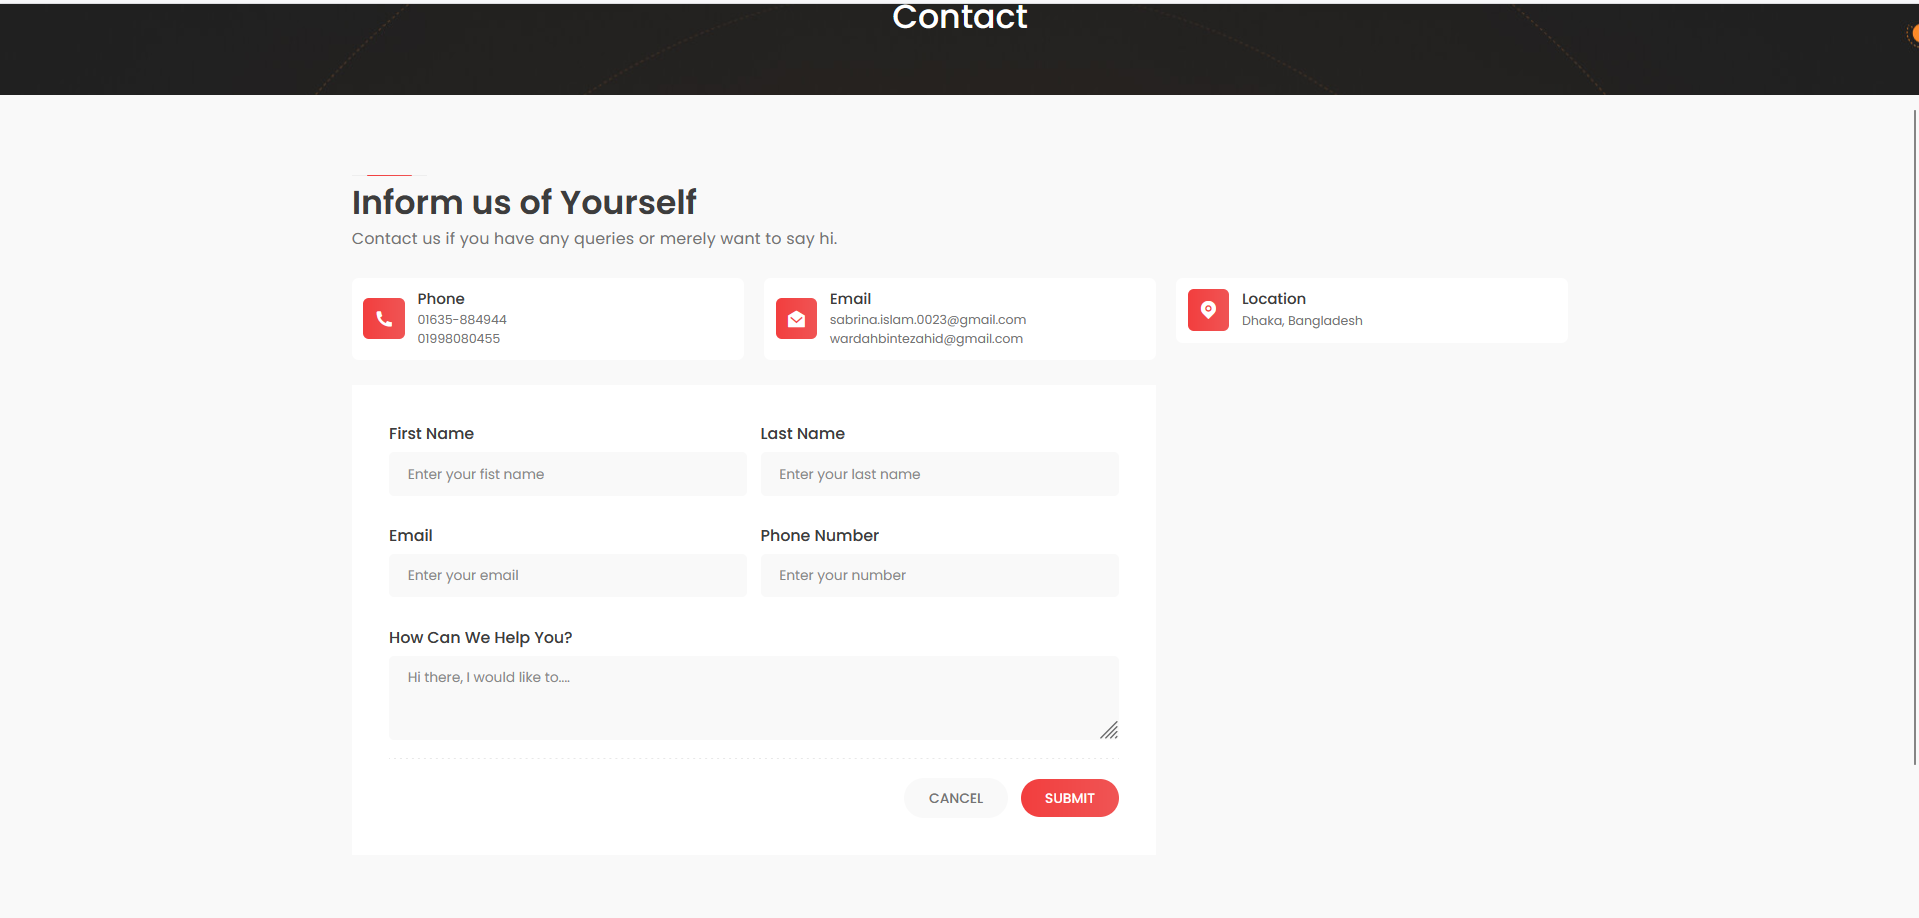 Contact
Inform us of Yourself
Contact us if you have any queries or merely want to say hi.
Phone
01635-884944
01998080455
Email
sabrina.islam.0023@gmail.com
wardahbintezahid@gmail.com
Location
Dhaka, Bangladesh
First Name
Last Name
Enter your fist name
Enter your last name
Email
Phone Number
Enter your email
Enter your number
How Can We Help You?
Hi there, I would like to....
CANCEL
SUBMIT